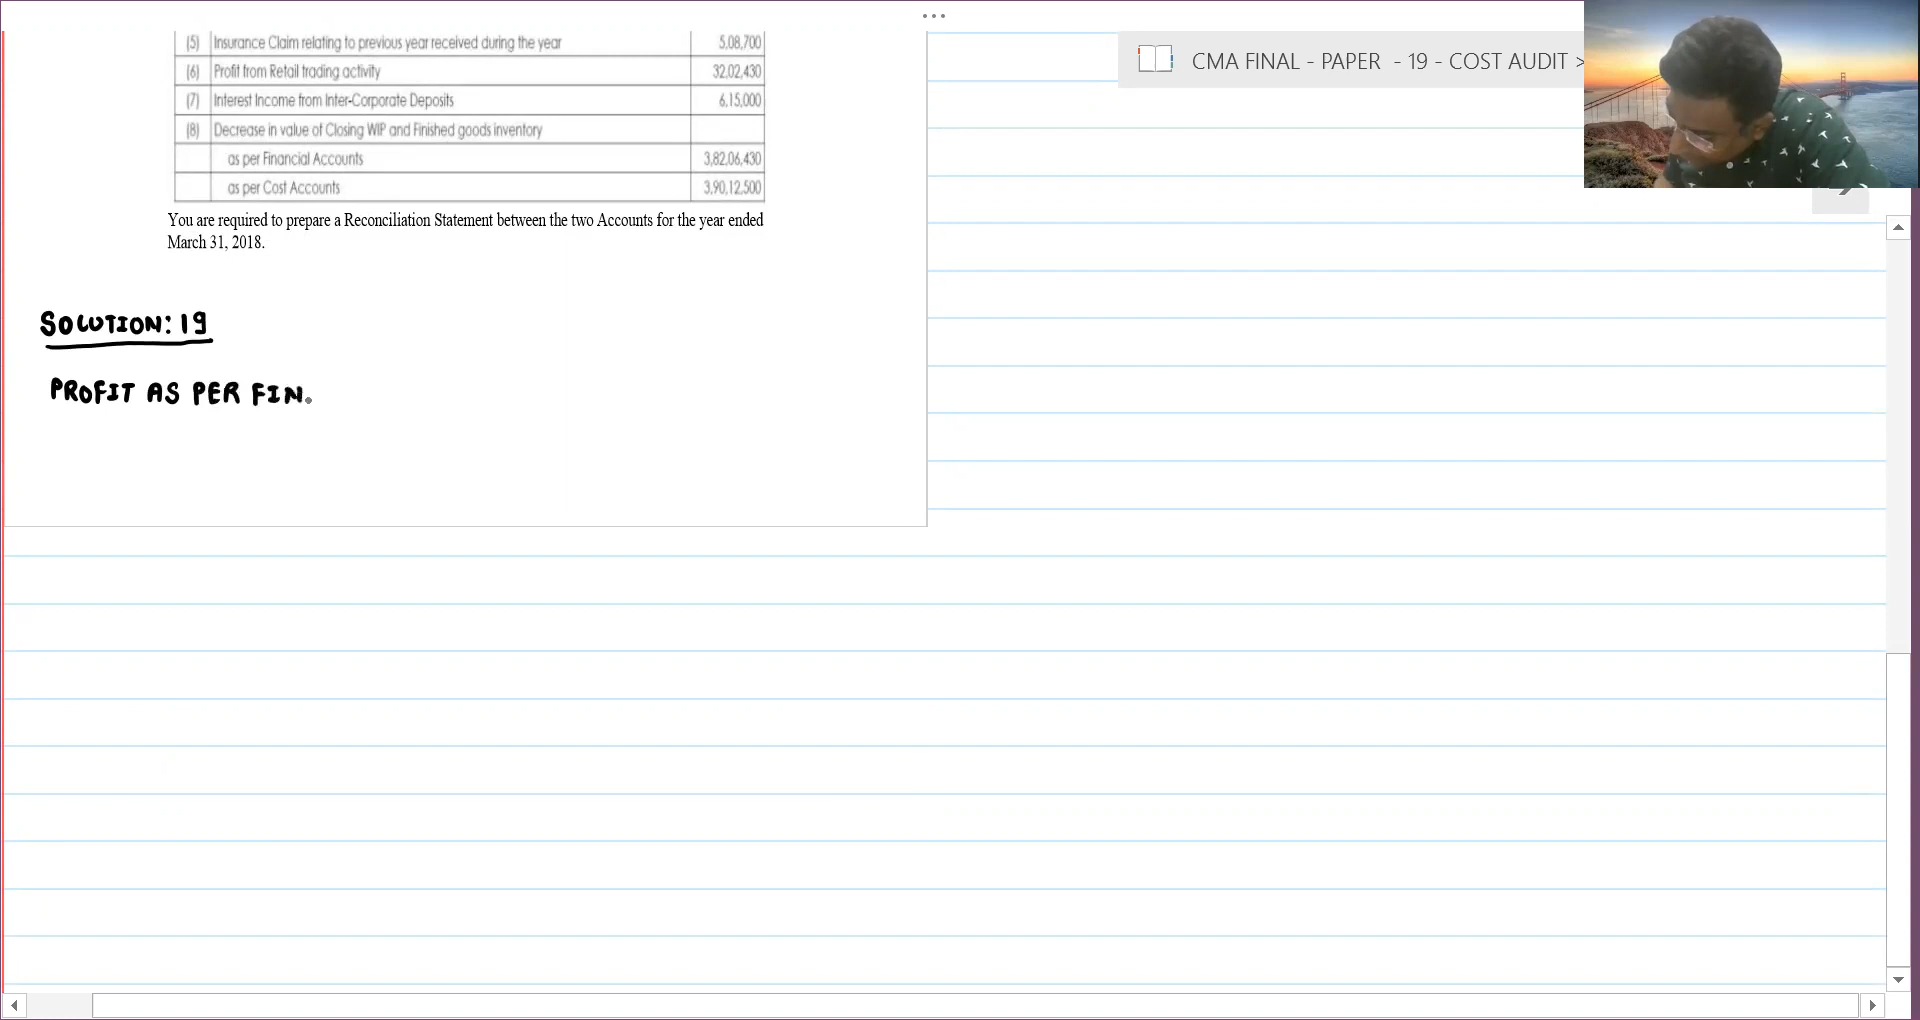 CMA FINAL - PAPER - 19 - COST AUDIT >
(5) Insurance Claim relating to previous year received during the year 5,08,700
(6) Profit from Retail trading activity 32,02,430
(7) Interest Income from Inter-Corporate Deposits 6,15,000
(8) Decrease in value of Closing WIP and Finished goods inventory
as per Financial Accounts 3,82,06,430
as per Cost Accounts 3,90,12,500
You are required to prepare a Reconciliation Statement between the two Accounts for the year ended
March 31, 2018.
SOLUTION: 19
PROFIT AS PER FIN.